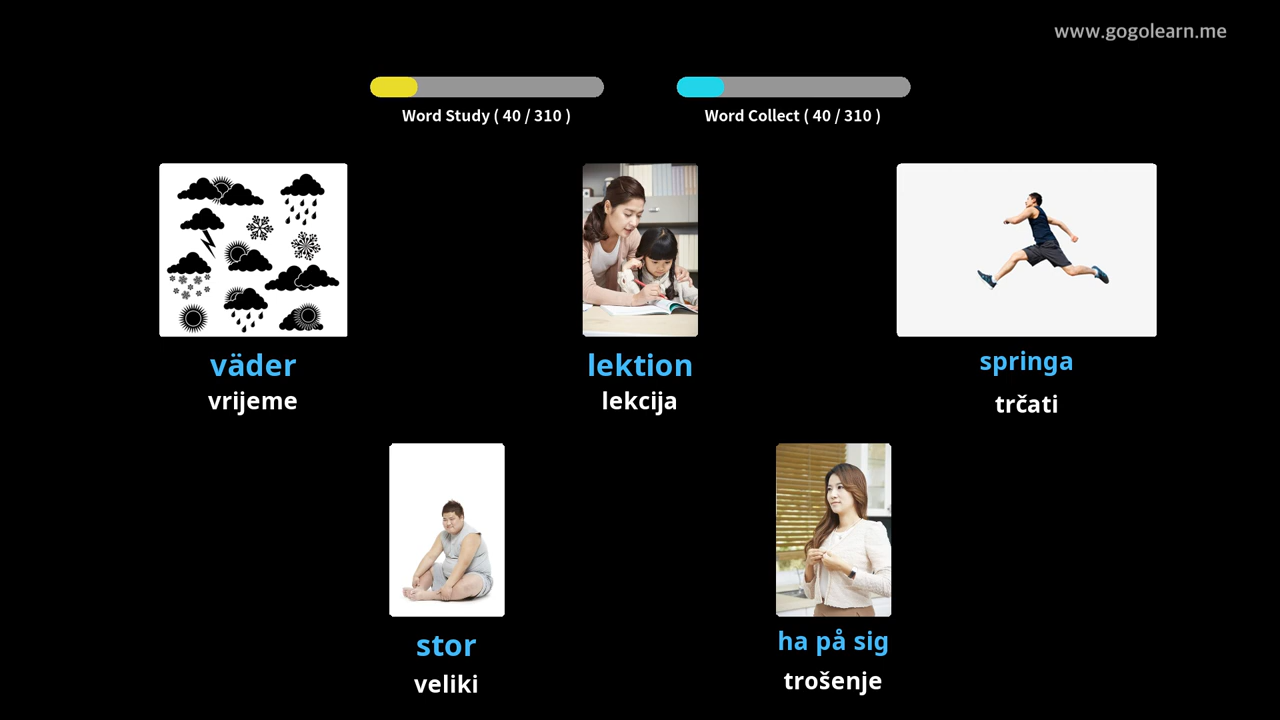 www.gogolearn.me
Word Study ( 40 / 310 )
Word Collect ( 40 / 310 )
väder
vrijeme
lektion
lekcija
springa
trčati
stor
veliki
ha på sig
trošenje